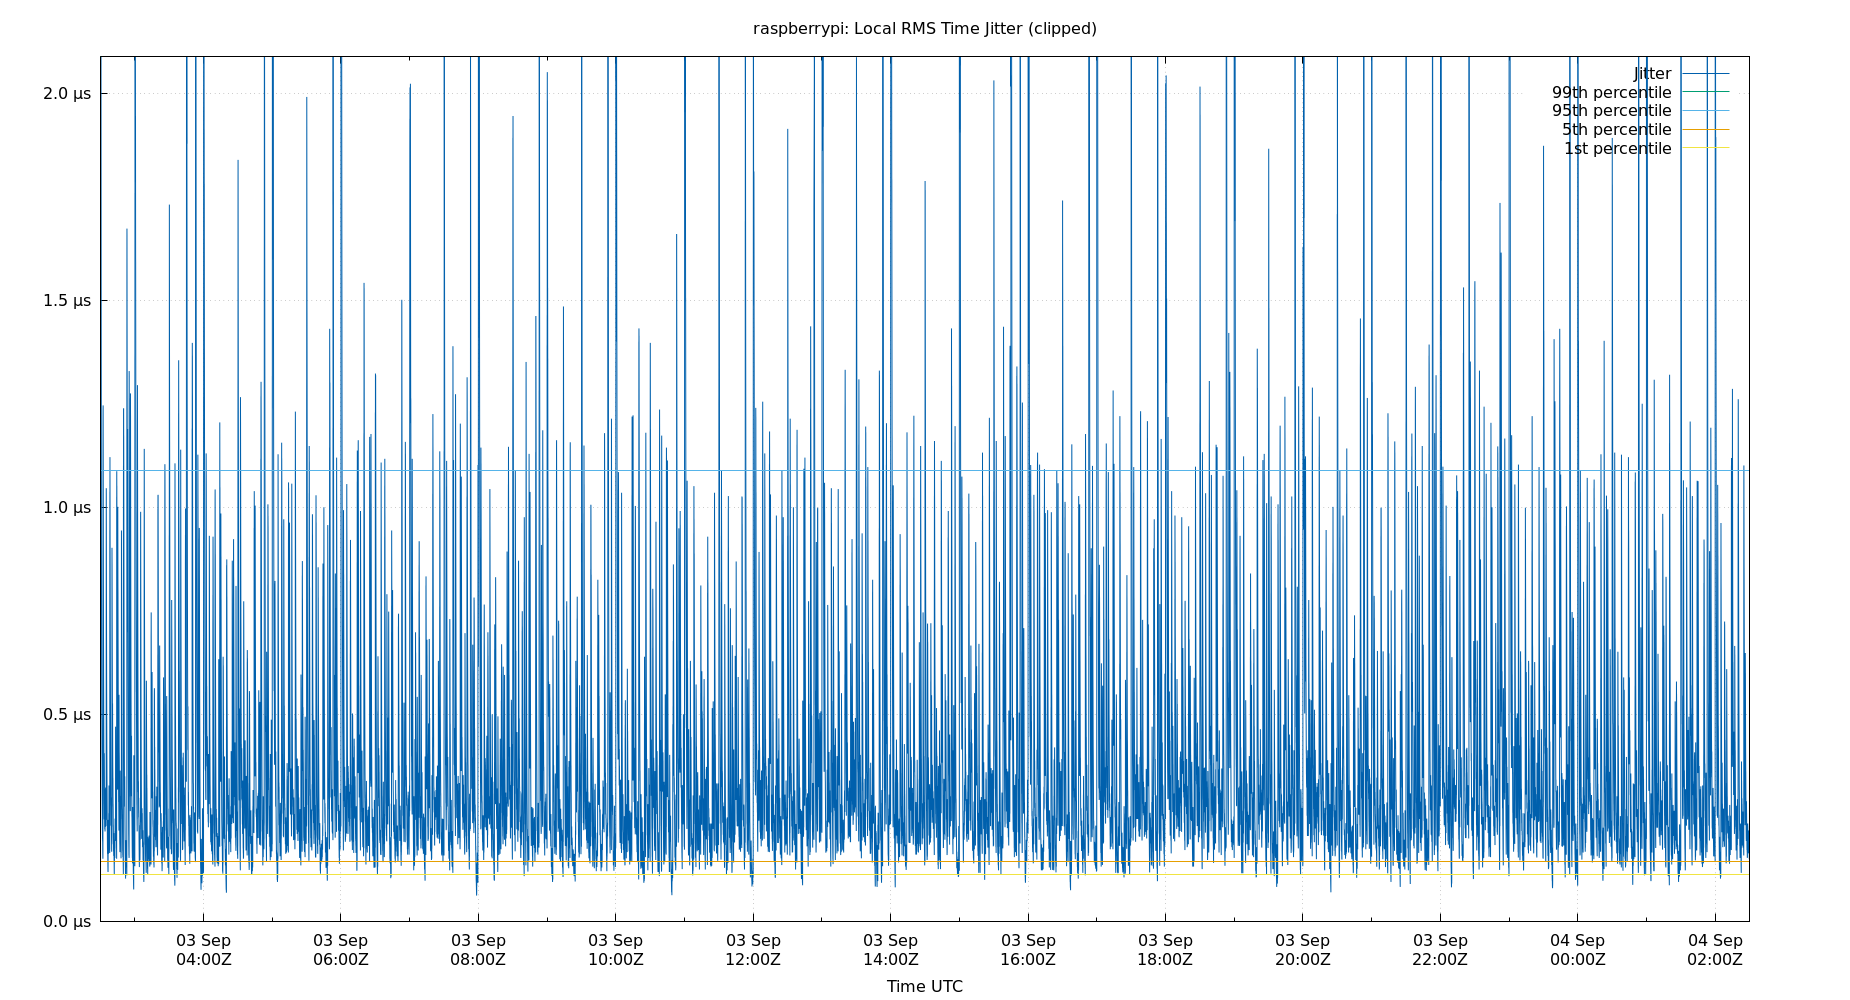 raspberrypi: Local RMS Time Jitter (clipped)
Jitter
99th percentile
95th percentile
5th percentile
1st percentile
2.0 µs
1.5 µs
1.0 µs
0.5 µs
0.0 µs
03 Sep 03 Sep 03 Sep 03 Sep 03 Sep 03 Sep 03 Sep 03 Sep 03 Sep 03 Sep 04 Sep 04 Sep
04:00Z 06:00Z 08:00Z 10:00Z 12:00Z 14:00Z 16:00Z 18:00Z 20:00Z 22:00Z 00:00Z 02:00Z
Time UTC